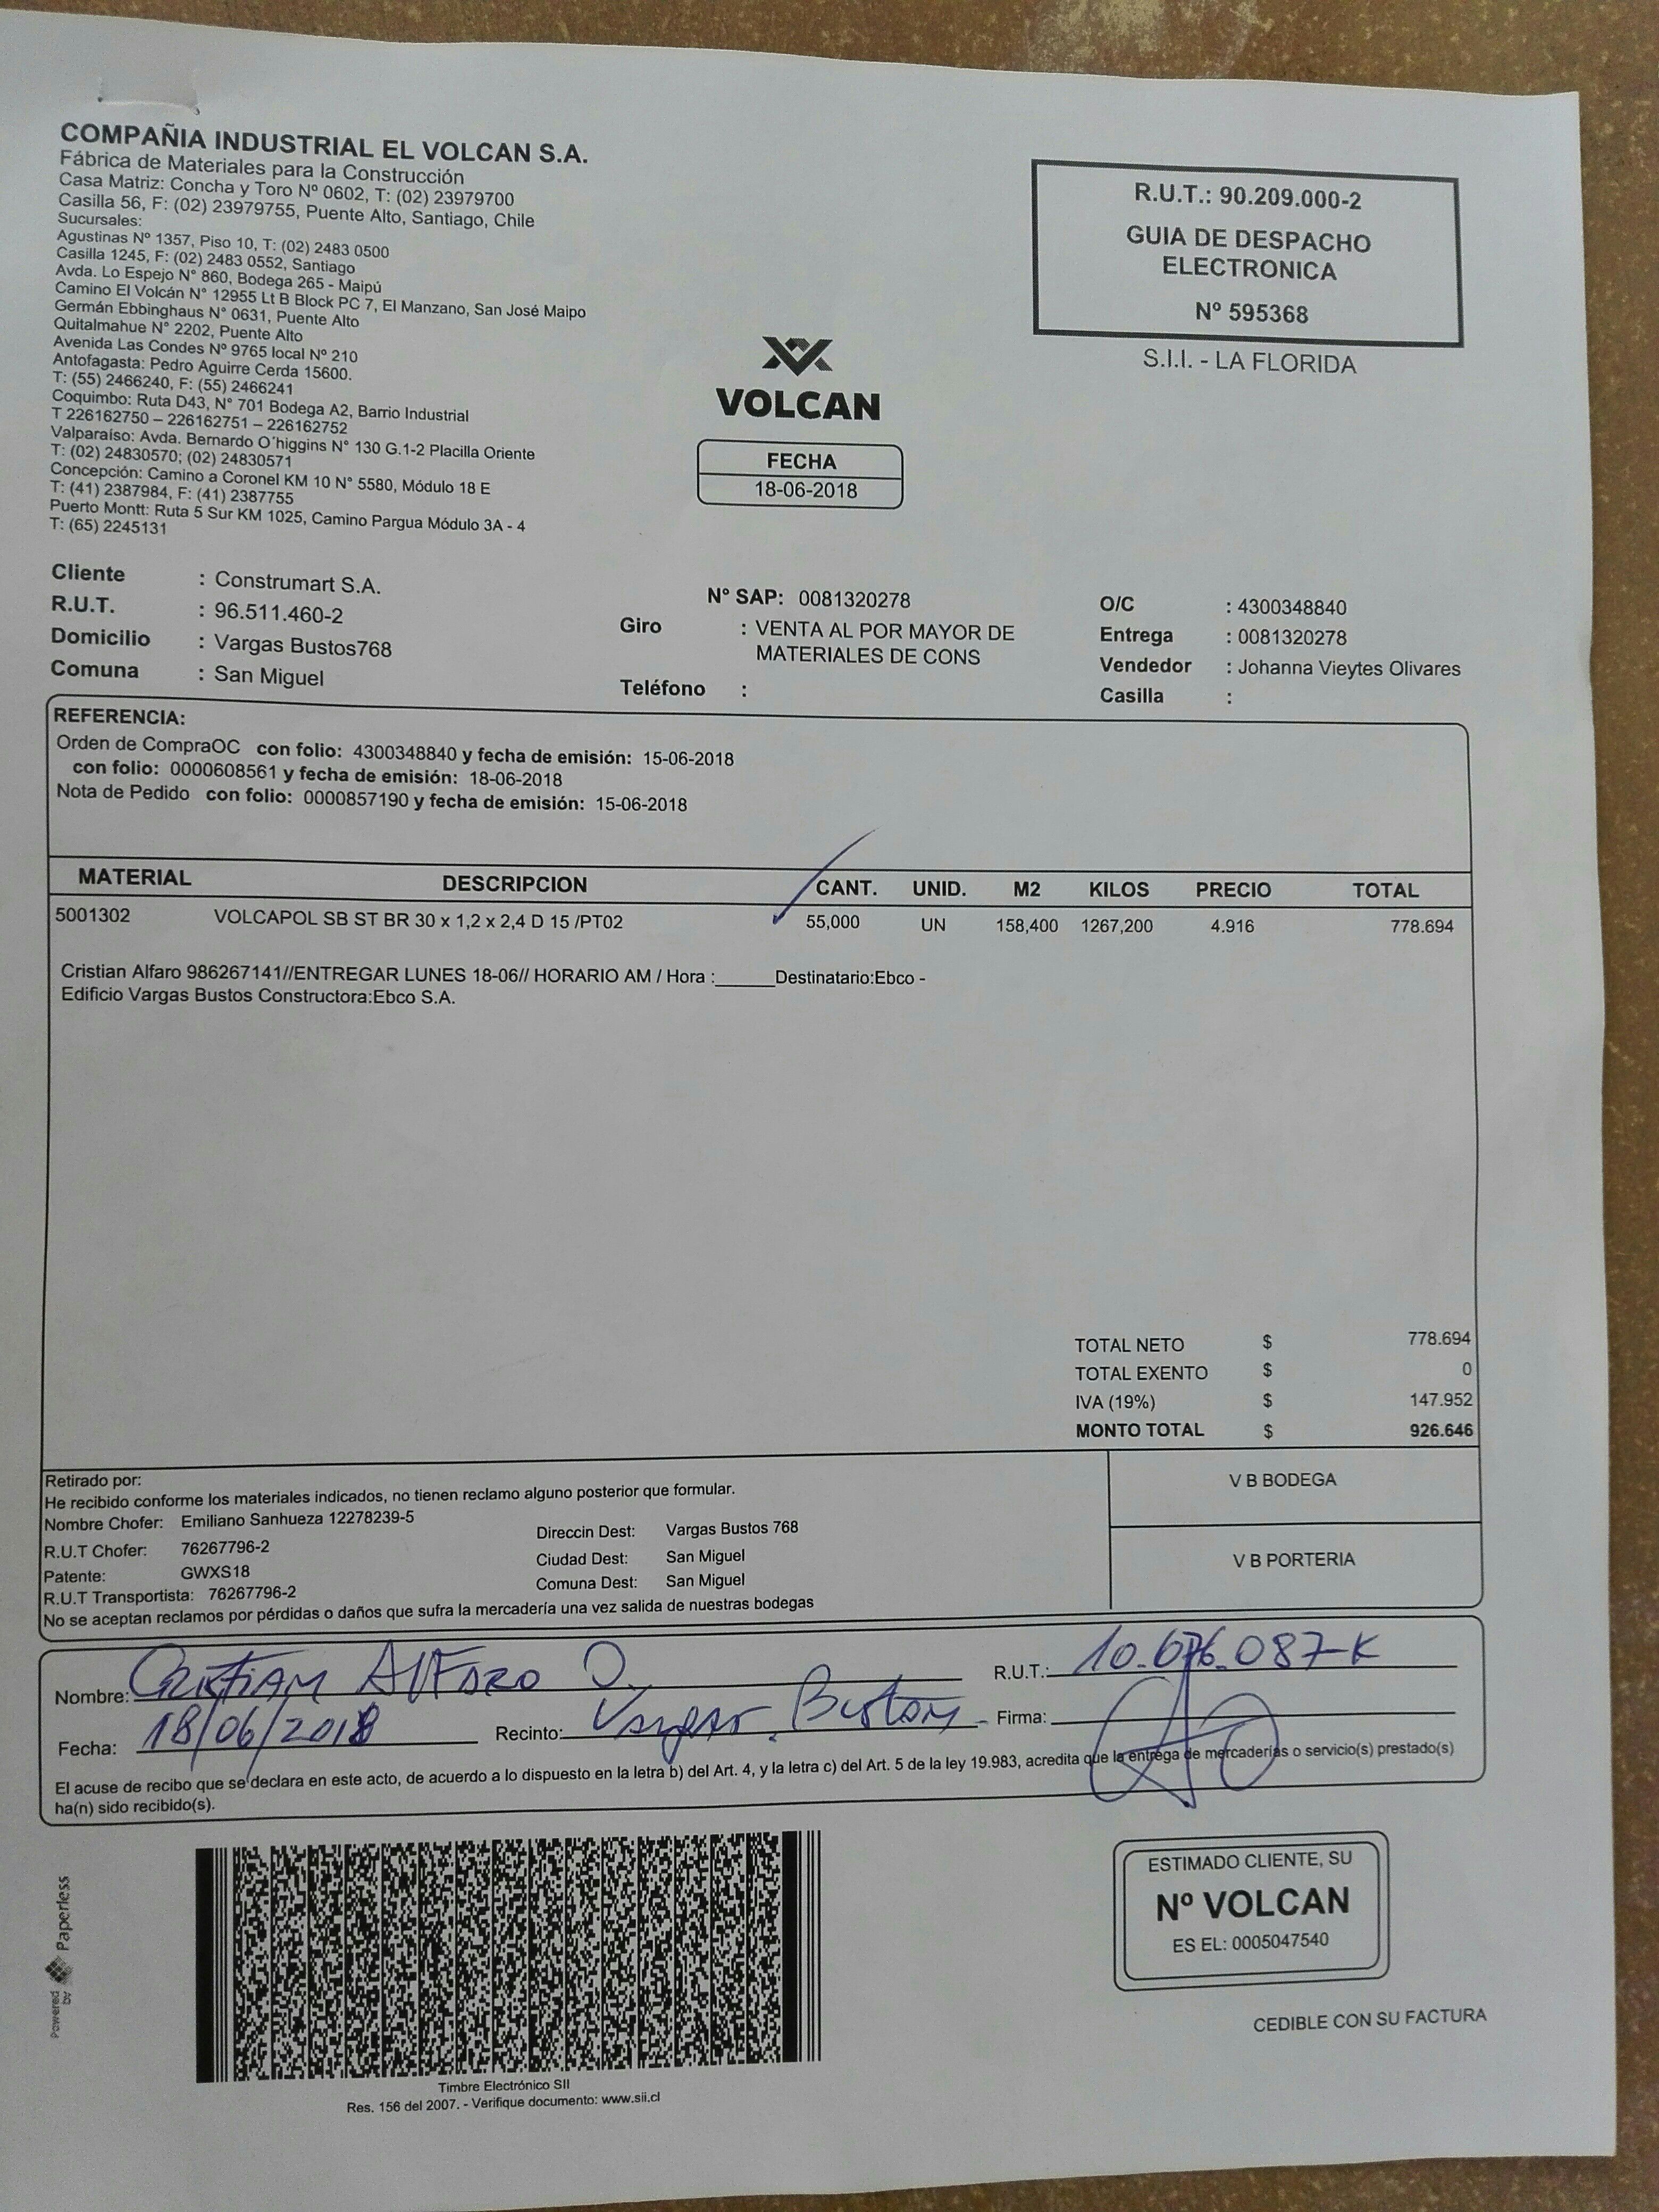 COMPAÑIA INDUSTRIAL EL VOLCAN S.A.
Fábrica de Materiales para la Construcción
Casa Matriz: Concha y Toro Nº 0602, T: (02) 23979700
Casilla 56, F: (02) 23979755, Puente Alto, Santiago, Chile
Sucursales:
Agustinas Nº 1357, Piso 10, T: (02) 2483 0500
Casilla 1245, F: (02) 2483 0552, Santiago
Avda. Lo Espejo N° 860, Bodega 265 - Maipú
Camino El Volcán N° 12955 Lt B Block PC 7, El Manzano, San José Maipo
Germán Ebbinghaus N° 0631, Puente Alto
Quitalmahue N° 2202, Puente Alto
Avenida Las Condes Nº 9765 local Nº 210
Antofagasta: Pedro Aguirre Cerda 15600.
T: (55) 2466240, F: (55) 2466241
Coquimbo: Ruta D43, N° 701 Bodega A2, Barrio Industrial
T 226162750 – 226162751 – 226162752
Valparaíso: Avda. Bernardo O´higgins N° 130 G.1-2 Placilla Oriente
T: (02) 24830570; (02) 24830571
Concepción: Camino a Coronel KM 10 N° 5580, Módulo 18 E
T: (41) 2387984, F: (41) 2387755
Puerto Montt: Ruta 5 Sur KM 1025, Camino Pargua Módulo 3A - 4
T: (65) 2245131
R.U.T.: 90.209.000-2
GUIA DE DESPACHO
ELECTRONICA
Nº 595368
S.I.I. - LA FLORIDA
VOLCAN
FECHA
18-06-2018
Cliente : Construmart S.A.
R.U.T. : 96.511.460-2
Domicilio : Vargas Bustos768
Comuna : San Miguel
N° SAP: 0081320278
Giro : VENTA AL POR MAYOR DE
MATERIALES DE CONS
Teléfono :
O/C : 4300348840
Entrega : 0081320278
Vendedor : Johanna Vieytes Olivares
Casilla :
REFERENCIA:
Orden de CompraOC con folio: 4300348840 y fecha de emisión: 15-06-2018
con folio: 0000608561 y fecha de emisión: 18-06-2018
Nota de Pedido con folio: 0000857190 y fecha de emisión: 15-06-2018
MATERIAL DESCRIPCION CANT. UNID. M2 KILOS PRECIO TOTAL
5001302 VOLCAPOL SB ST BR 30 x 1,2 x 2,4 D 15 /PT02 55,000 UN 158,400 1267,200 4.916 778.694
Cristian Alfaro 986267141//ENTREGAR LUNES 18-06// HORARIO AM / Hora :______Destinatario:Ebco -
Edificio Vargas Bustos Constructora:Ebco S.A.
TOTAL NETO $ 778.694
TOTAL EXENTO $ 0
IVA (19%) $ 147.952
MONTO TOTAL $ 926.646
Retirado por:
He recibido conforme los materiales indicados, no tienen reclamo alguno posterior que formular.
Nombre Chofer: Emiliano Sanhueza 12278239-5
R.U.T Chofer: 76267796-2
Patente: GWXS18
R.U.T Transportista: 76267796-2
Direccin Dest: Vargas Bustos 768
Ciudad Dest: San Miguel
Comuna Dest: San Miguel
No se aceptan reclamos por pérdidas o daños que sufra la mercadería una vez salida de nuestras bodegas
V B BODEGA
V B PORTERIA
Nombre: CRISTIAM ALFARO O. R.U.T.: 10.676.087-K
Fecha: 18/06/2018 Recinto: Vargas Bustos - Firma:
El acuse de recibo que se declara en este acto, de acuerdo a lo dispuesto en la letra b) del Art. 4, y la letra c) del Art. 5 de la ley 19.983, acredita que la entrega de mercaderías o servicio(s) prestado(s)
ha(n) sido recibido(s).
Powered by Paperless
Timbre Electrónico SII
Res. 156 del 2007. - Verifique documento: www.sii.cl
ESTIMADO CLIENTE, SU
Nº VOLCAN
ES EL: 0005047540
CEDIBLE CON SU FACTURA